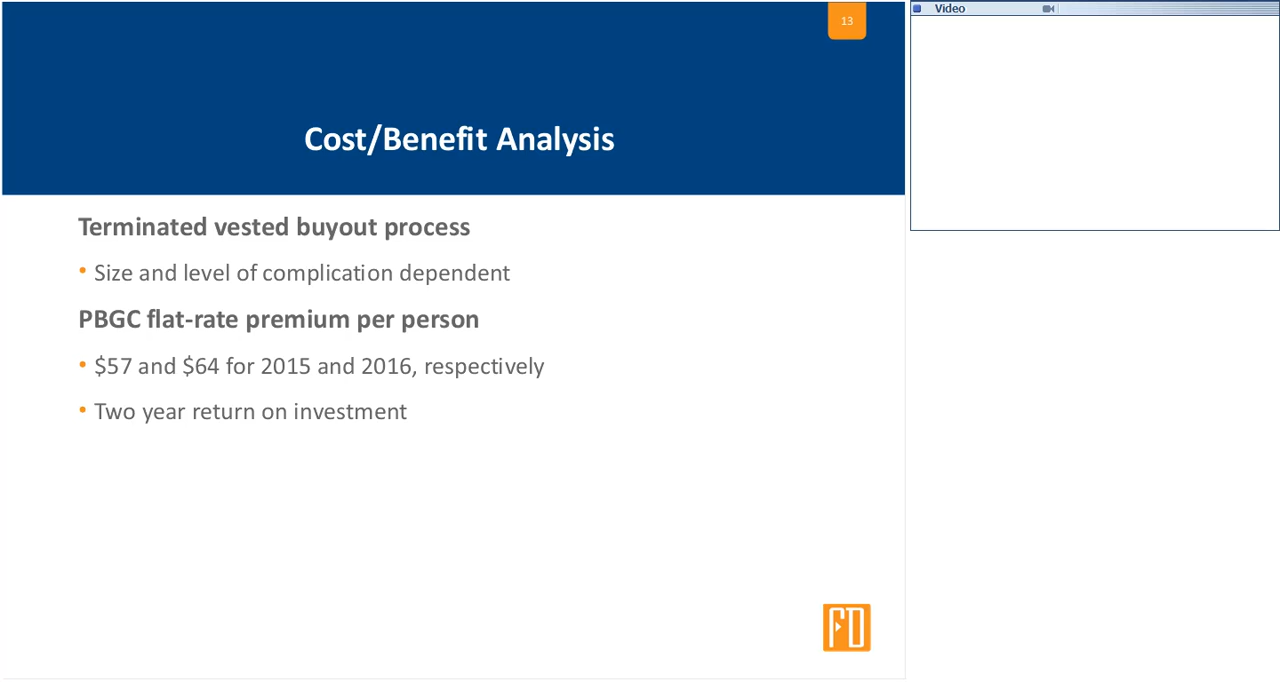 13
Cost/Benefit Analysis
Terminated vested buyout process
• Size and level of complication dependent
PBGC flat-rate premium per person
• $57 and $64 for 2015 and 2016, respectively
• Two year return on investment
FD
Video